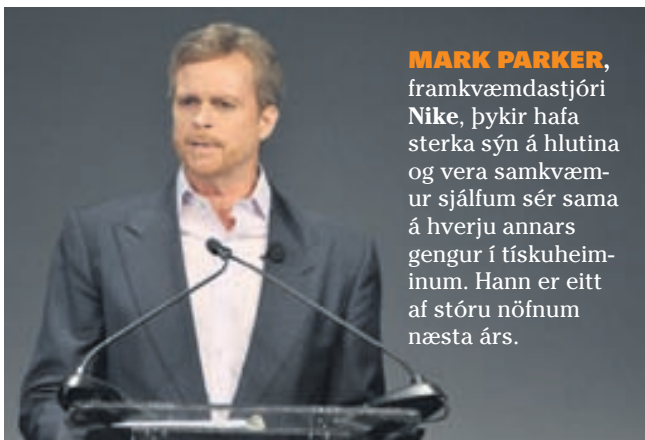 MARK PARKER,
framkvæmdastjóri
Nike, þykir hafa
sterka sýn á hlutina
og vera samkvæm-
ur sjálfum sér sama
á hverju annars
gengur í tískuheim-
inum. Hann er eitt
af stóru nöfnum
næsta árs.